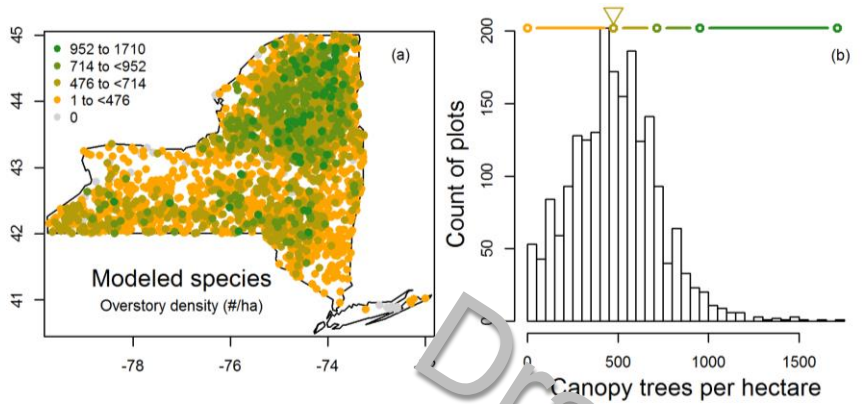 (a)
952 to 1710
714 to <952
476 to <714
1 to <476
0
Modeled species
Overstory density (#/ha)
45
44
43
42
41
-78
-76
-74
-72
(b)
Count of plots
200
150
100
50
0
0
500
1000
1500
Canopy trees per hectare